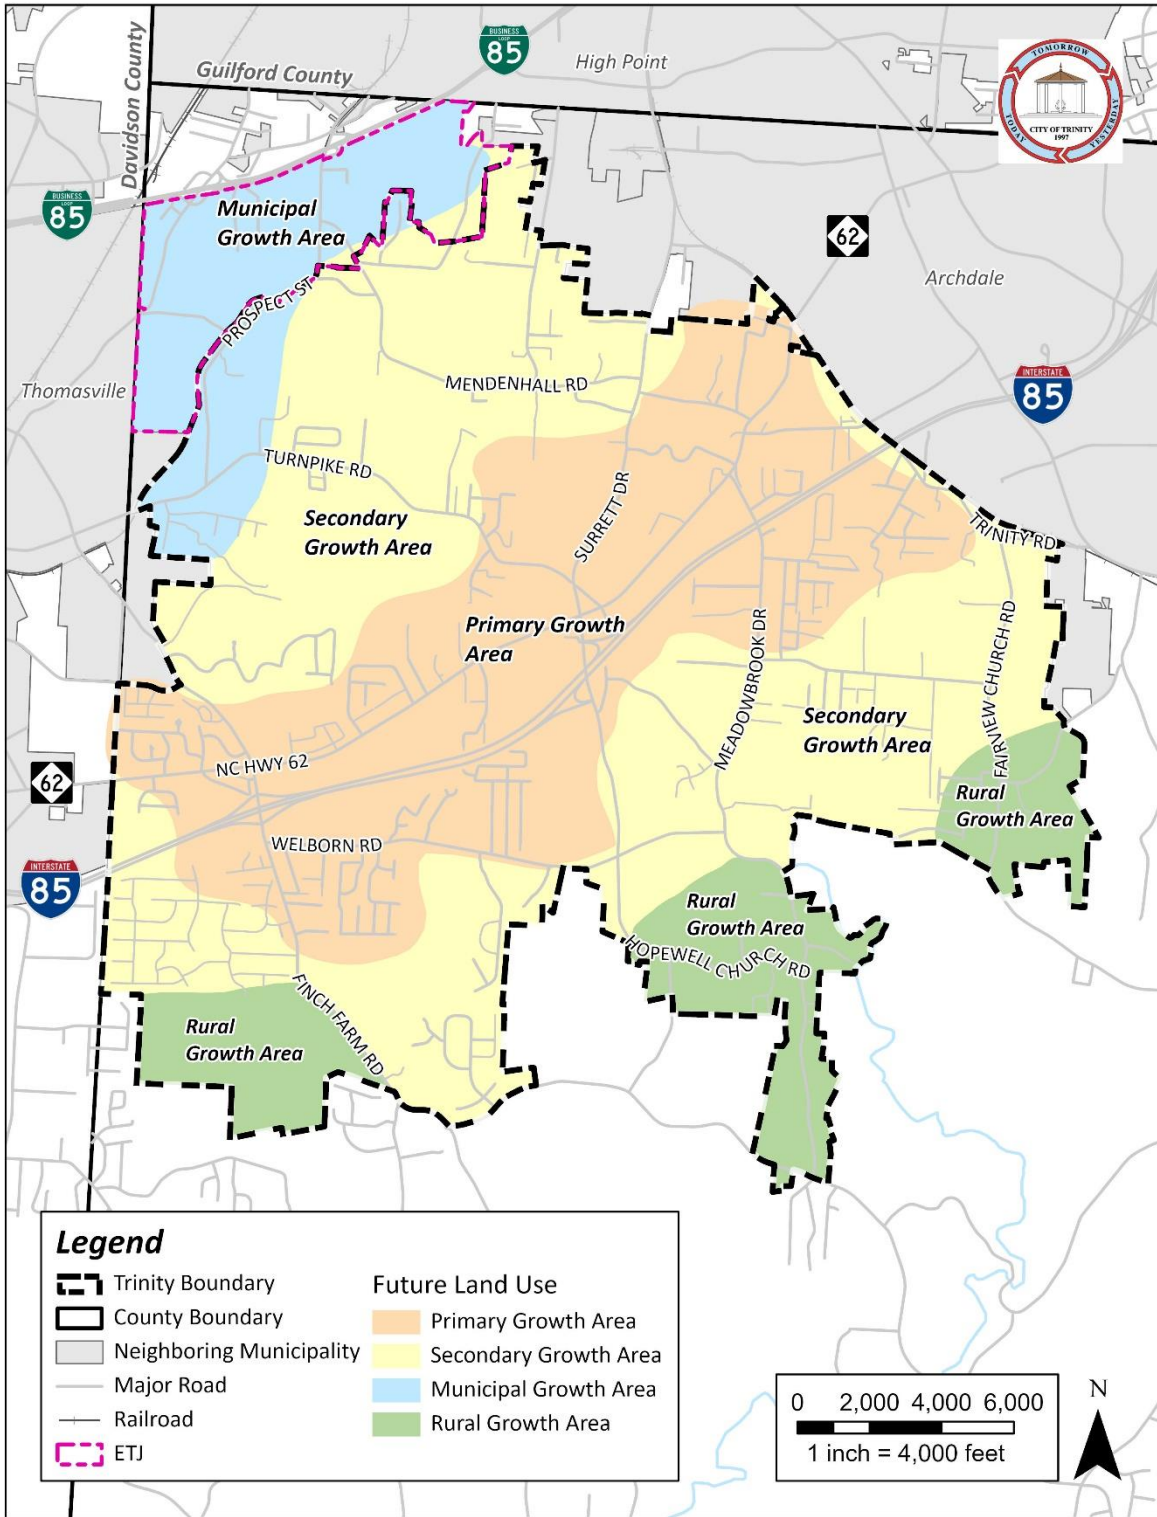 BUSINESS
LOOP
85
High Point
Guilford County
Davidson County
TOMORROW
TODAY
YESTERDAY
CITY OF TRINITY
1997
BUSINESS
LOOP
85
Municipal
Growth Area
62
Archdale
PROSPECT ST
Thomasville
MENDENHALL RD
INTERSTATE
85
TURNPIKE RD
SURRETT DR
Secondary
Growth Area
TRINITY RD
Primary Growth
Area
MEADOWBROOK DR
FAIRVIEW CHURCH RD
Secondary
Growth Area
NC HWY 62
62
Rural
Growth Area
WELBORN RD
INTERSTATE
85
Rural
Growth Area
HOPEWELL CHURCH RD
FINCH FARM RD
Rural
Growth Area
Legend
Trinity Boundary
County Boundary
Neighboring Municipality
Major Road
Railroad
ETJ
Future Land Use
Primary Growth Area
Secondary Growth Area
Municipal Growth Area
Rural Growth Area
0 2,000 4,000 6,000
1 inch = 4,000 feet
N